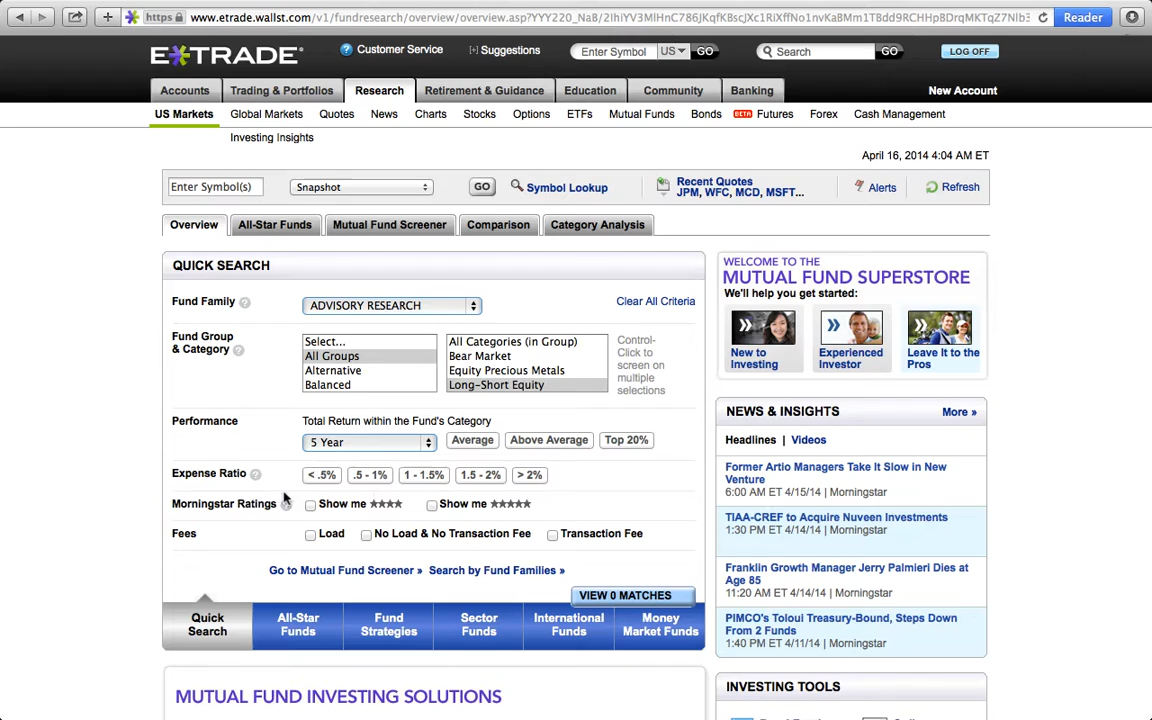 https www.etrade.wallst.com/v1/fundresearch/overview/overview.asp? Reader
E*TRADE Customer Service [+] Suggestions Enter Symbol US GO Search GO LOG OFF
Accounts Trading & Portfolios Research Retirement & Guidance Education Community Banking New Account
US Markets Global Markets Quotes News Charts Stocks Options ETFs Mutual Funds Bonds BETA Futures Forex Cash Management
Investing Insights
April 16, 2014 4:04 AM ET
Enter Symbol(s) Snapshot GO Symbol Lookup Recent Quotes Alerts Refresh
JPM, WFC, MCD, MSFT...
Overview All-Star Funds Mutual Fund Screener Comparison Category Analysis
QUICK SEARCH
Fund Family ? ADVISORY RESEARCH Clear All Criteria
Fund Group
& Category ?
Select...
All Groups
Alternative
Balanced
All Categories (in Group)
Bear Market
Equity Precious Metals
Long-Short Equity
Control-
Click to
screen on
multiple
selections
Performance Total Return within the Fund's Category
5 Year Average Above Average Top 20%
Expense Ratio ? < .5% .5 - 1% 1 - 1.5% 1.5 - 2% > 2%
Morningstar Ratings Show me ★★★★ Show me ★★★★★
Fees Load No Load & No Transaction Fee Transaction Fee
Go to Mutual Fund Screener » Search by Fund Families »
VIEW 0 MATCHES
Quick
Search
All-Star
Funds
Fund
Strategies
Sector
Funds
International
Funds
Money
Market Funds
MUTUAL FUND INVESTING SOLUTIONS
WELCOME TO THE
MUTUAL FUND SUPERSTORE
We'll help you get started:
New to
Investing
Experienced
Investor
Leave It to the
Pros
NEWS & INSIGHTS More »
Headlines | Videos
Former Artio Managers Take It Slow in New
Venture
6:00 AM ET 4/15/14 | Morningstar
TIAA-CREF to Acquire Nuveen Investments
1:30 PM ET 4/14/14 | Morningstar
Franklin Growth Manager Jerry Palmieri Dies at
Age 85
11:20 AM ET 4/14/14 | Morningstar
PIMCO's Toloui Treasury-Bound, Steps Down
From 2 Funds
1:40 PM ET 4/11/14 | Morningstar
INVESTING TOOLS